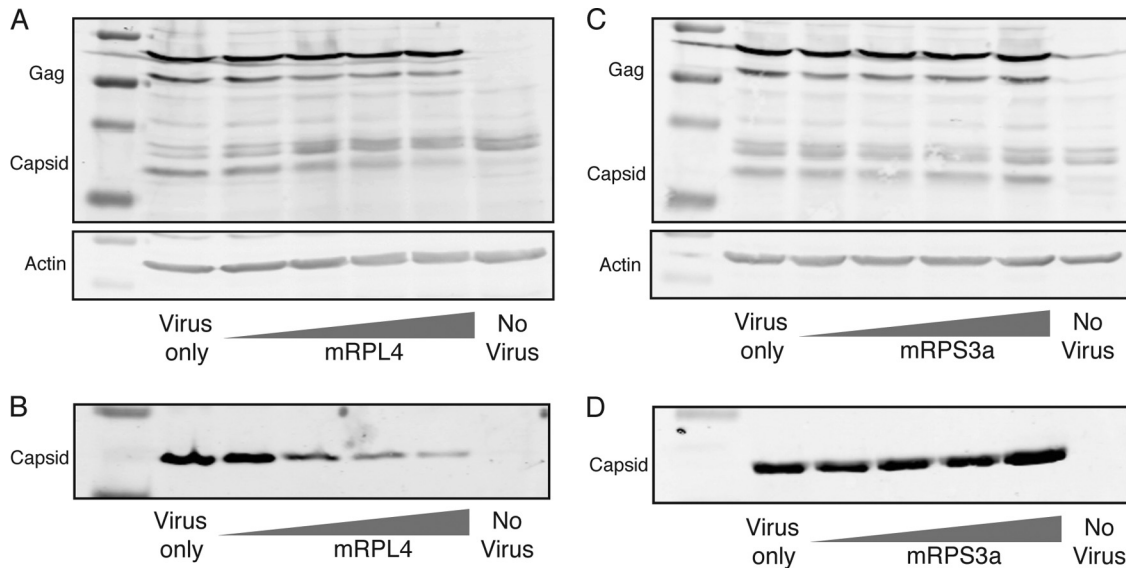 A
Gag
Capsid
Actin
Virus only
mRPL4
No Virus
B
Capsid
Virus only
mRPL4
No Virus
C
Gag
Capsid
Actin
Virus only
mRPS3a
No Virus
D
Capsid
Virus only
mRPS3a
No Virus